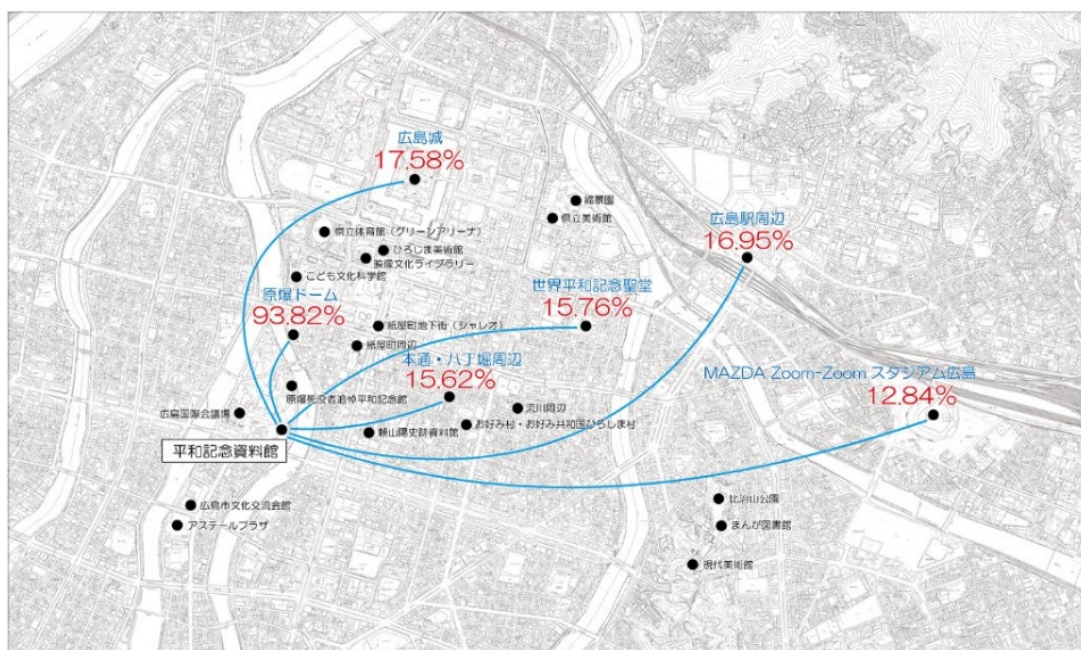 広島城
17.58%
縮景園
県立美術館
広島駅周辺
16.95%
県立体育館（グリーンアリーナ）
ひろしま美術館
映像文化ライブラリー
こども文化科学館
原爆ドーム
93.82%
世界平和記念聖堂
15.76%
紙屋町地下街（シャレオ）
紙屋町周辺
本通・八丁堀周辺
15.62%
MAZDA Zoom-Zoom スタジアム広島
12.84%
原爆死没者追悼平和記念館
広島国際会議場
流川周辺
お好み村・お好み共和国ひろしま村
頼山陽史跡資料館
平和記念資料館
広島市文化交流会館
アステールプラザ
比治山公園
まんが図書館
現代美術館